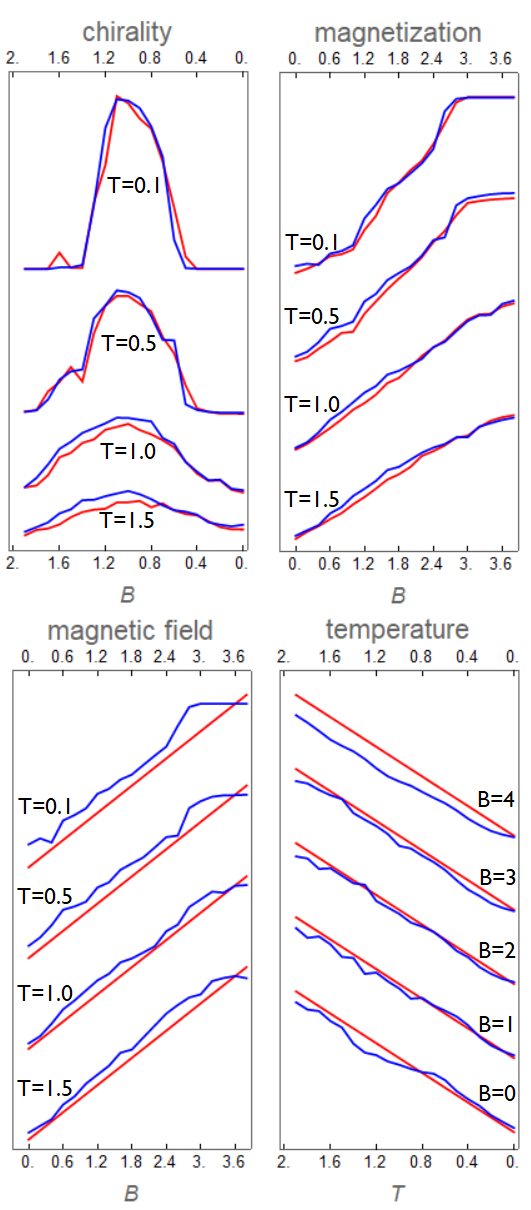 chirality
2. 1.6 1.2 0.8 0.4 0.
T=0.1
T=0.5
T=1.0
T=1.5
2. 1.6 1.2 0.8 0.4 0.
B
magnetization
0. 0.6 1.2 1.8 2.4 3. 3.6
T=0.1
T=0.5
T=1.0
T=1.5
0. 0.6 1.2 1.8 2.4 3. 3.6
B
magnetic field
0. 0.6 1.2 1.8 2.4 3. 3.6
T=0.1
T=0.5
T=1.0
T=1.5
0. 0.6 1.2 1.8 2.4 3. 3.6
B
temperature
2. 1.6 1.2 0.8 0.4 0.
B=4
B=3
B=2
B=1
B=0
2. 1.6 1.2 0.8 0.4 0.
T